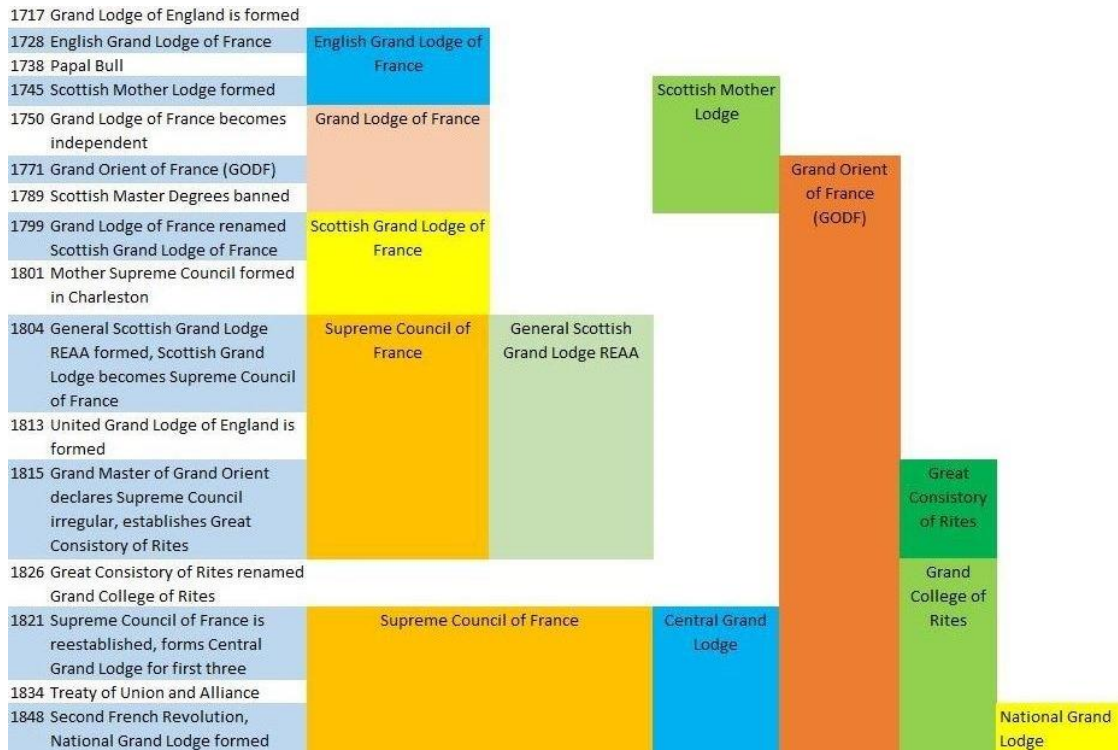 1717 Grand Lodge of England is formed
1728 English Grand Lodge of France
1738 Papal Bull
1745 Scottish Mother Lodge formed
1750 Grand Lodge of France becomes
independent
1771 Grand Orient of France (GODF)
1789 Scottish Master Degrees banned
1799 Grand Lodge of France renamed
Scottish Grand Lodge of France
1801 Mother Supreme Council formed
in Charleston
1804 General Scottish Grand Lodge
REAA formed, Scottish Grand
Lodge becomes Supreme Council
of France
1813 United Grand Lodge of England is
formed
1815 Grand Master of Grand Orient
declares Supreme Council
irregular, establishes Great
Consistory of Rites
1826 Great Consistory of Rites renamed
Grand College of Rites
1821 Supreme Council of France is
reestablished, forms Central
Grand Lodge for first three
1834 Treaty of Union and Alliance
1848 Second French Revolution,
National Grand Lodge formed
English Grand Lodge of
France
Grand Lodge of France
Scottish Grand Lodge of
France
Supreme Council of
France
General Scottish
Grand Lodge REAA
Supreme Council of France
Scottish Mother
Lodge
Central Grand
Lodge
Grand Orient
of France
(GODF)
Great
Consistory
of Rites
Grand
College of
Rites
National Grand
Lodge